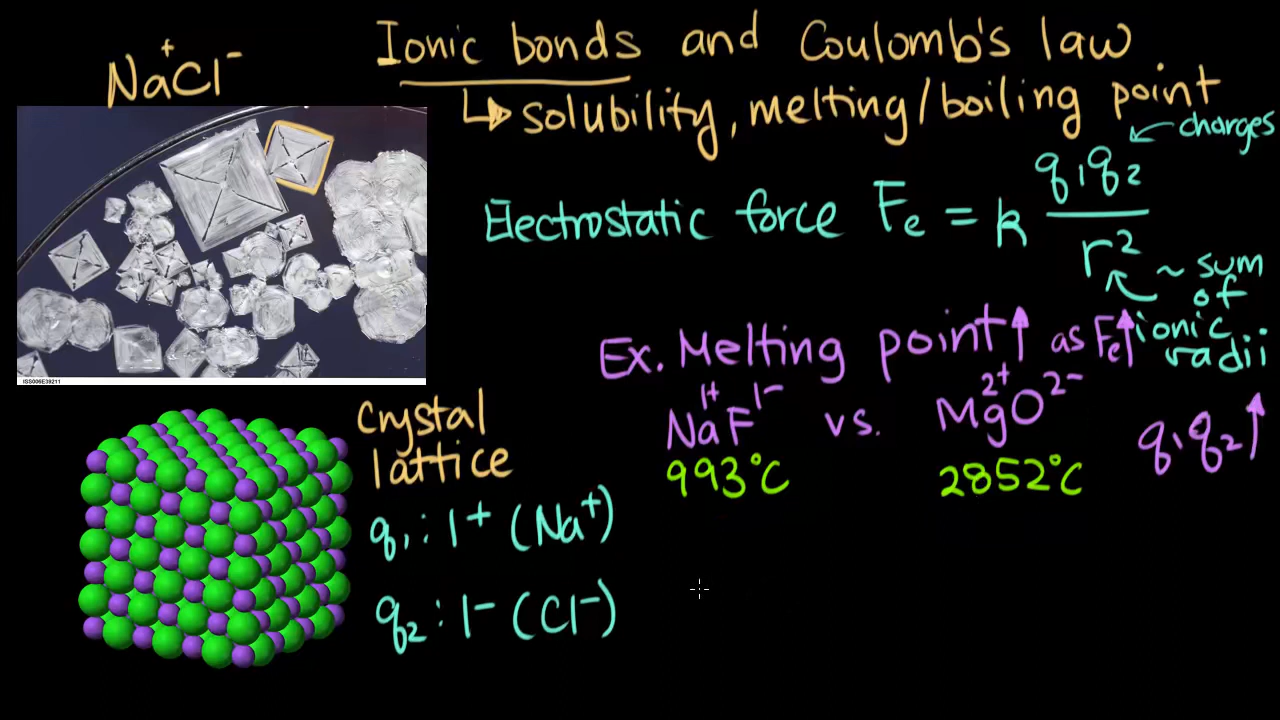 Na⁺Cl⁻
Ionic bonds and Coulomb's law
↳ solubility, melting/boiling point
charges
Electrostatic force Fe = k q₁q₂ / r²
~ sum
of
ionic
radii
Ex. Melting point ↑ as Fe ↑
Na¹⁺F¹⁻ vs. Mg²⁺O²⁻
993°C 2852°C
q₁q₂ ↑
ISS006E39211
Crystal
lattice
q₁ : 1⁺ (Na⁺)
q₂ : 1⁻ (Cl⁻)